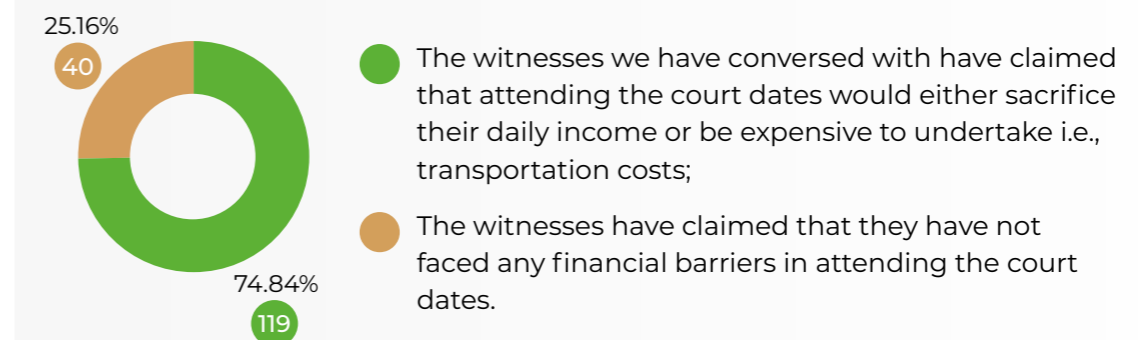 25.16%
40
The witnesses we have conversed with have claimed
that attending the court dates would either sacrifice
their daily income or be expensive to undertake i.e.,
transportation costs;
The witnesses have claimed that they have not
faced any financial barriers in attending the court
dates.
74.84%
119